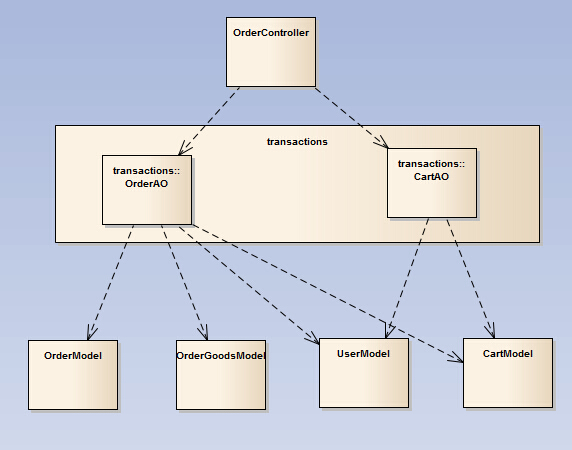 OrderController
transactions
transactions::
OrderAO
transactions::
CartAO
OrderModel
OrderGoodsModel
UserModel
CartModel